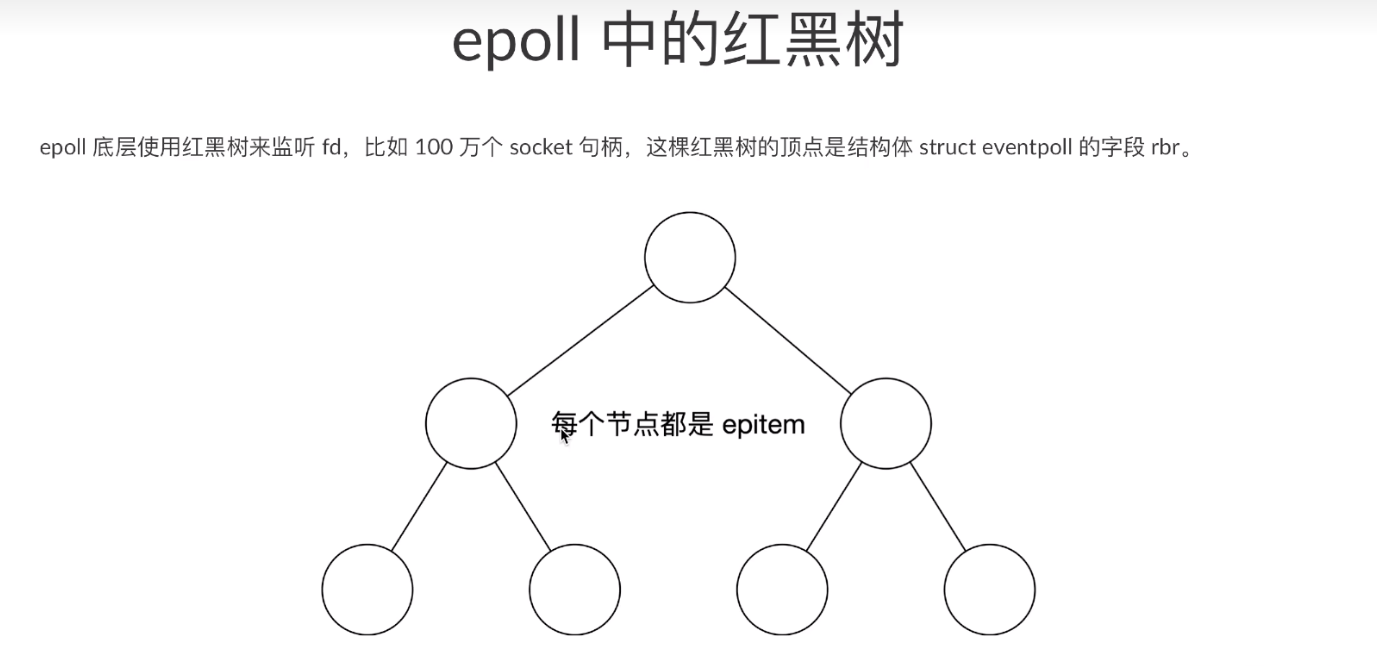 epoll 中的红黑树
epoll 底层使用红黑树来监听 fd，比如 100 万个 socket 句柄，这棵红黑树的顶点是结构体 struct eventpoll 的字段 rbr。
每个节点都是 epitem